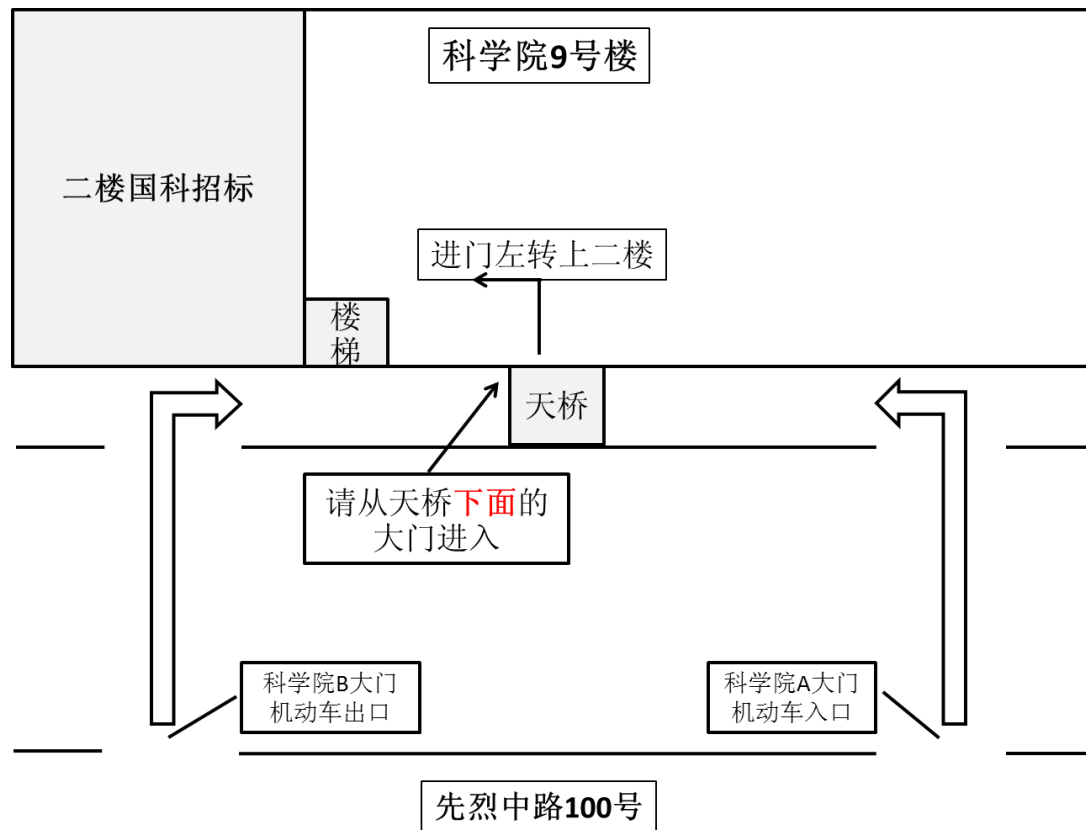 科学院9号楼
二楼国科招标
进门左转上二楼
楼
梯
天桥
请从天桥下面的
大门进入
科学院B大门
机动车出口
科学院A大门
机动车入口
先烈中路100号